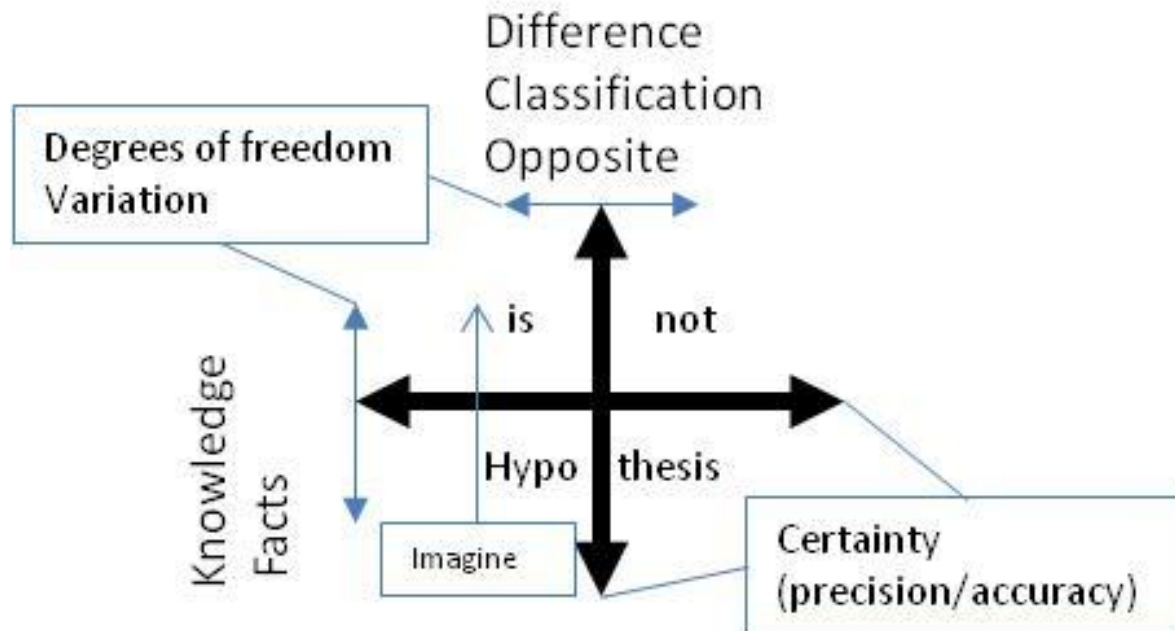 Difference
Classification
Opposite
Degrees of freedom
Variation
is not
Knowledge
Facts
Hypo thesis
Imagine
Certainty
(precision/accuracy)